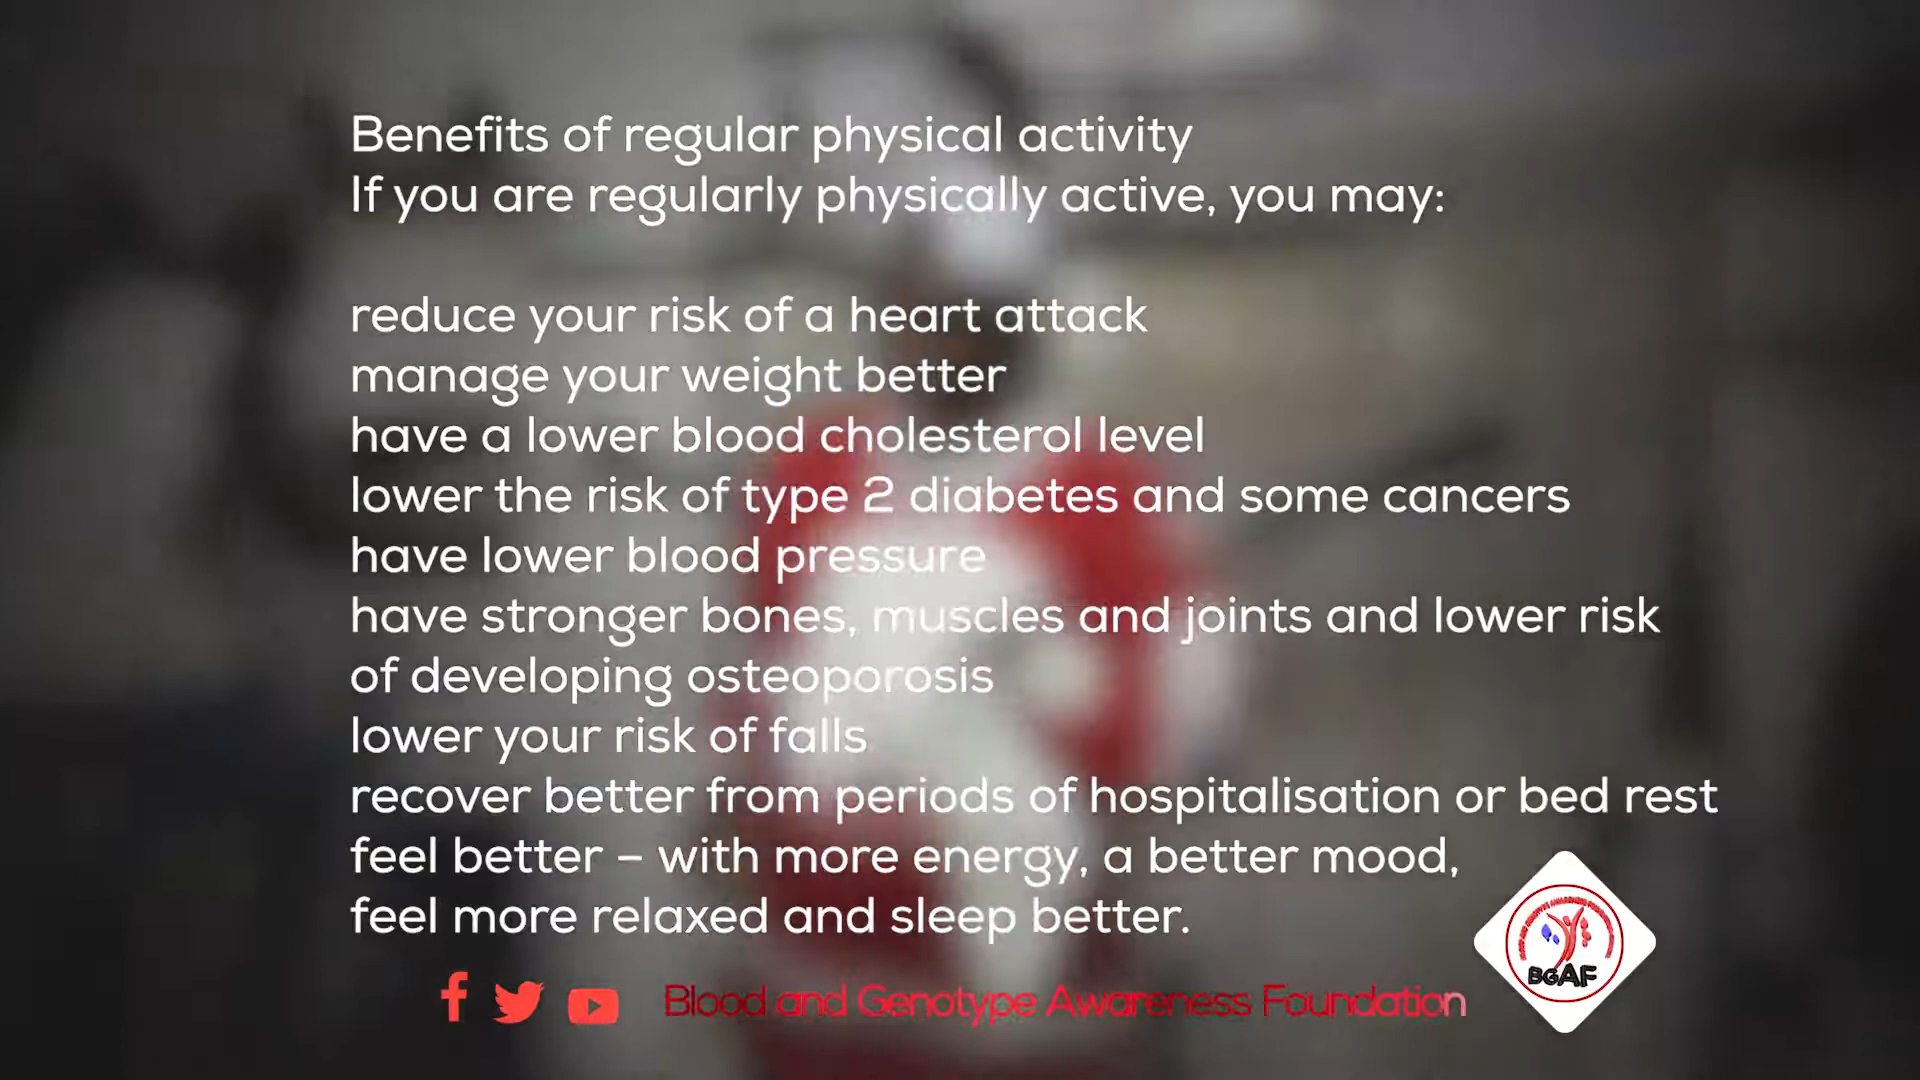 Benefits of regular physical activity
If you are regularly physically active, you may:
reduce your risk of a heart attack
manage your weight better
have a lower blood cholesterol level
lower the risk of type 2 diabetes and some cancers
have lower blood pressure
have stronger bones, muscles and joints and lower risk
of developing osteoporosis
lower your risk of falls
recover better from periods of hospitalisation or bed rest
feel better – with more energy, a better mood,
feel more relaxed and sleep better.
Blood and Genotype Awareness Foundation
BGAF